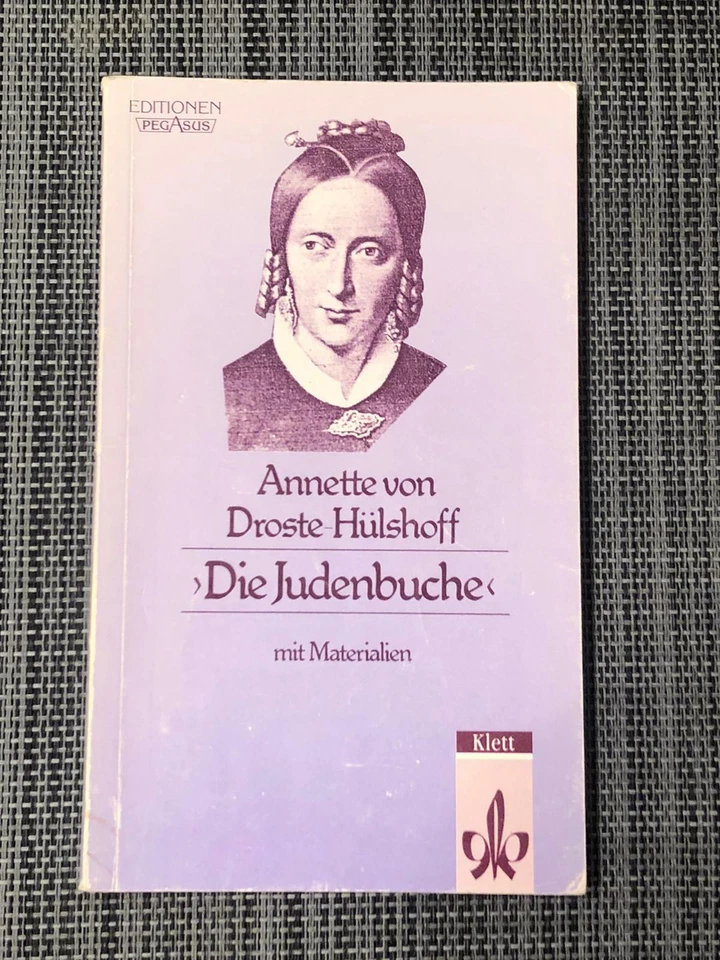 EDITIONEN
PEGASUS
Annette von
Droste-Hülshoff
›Die Judenbuche‹
mit Materialien
Klett